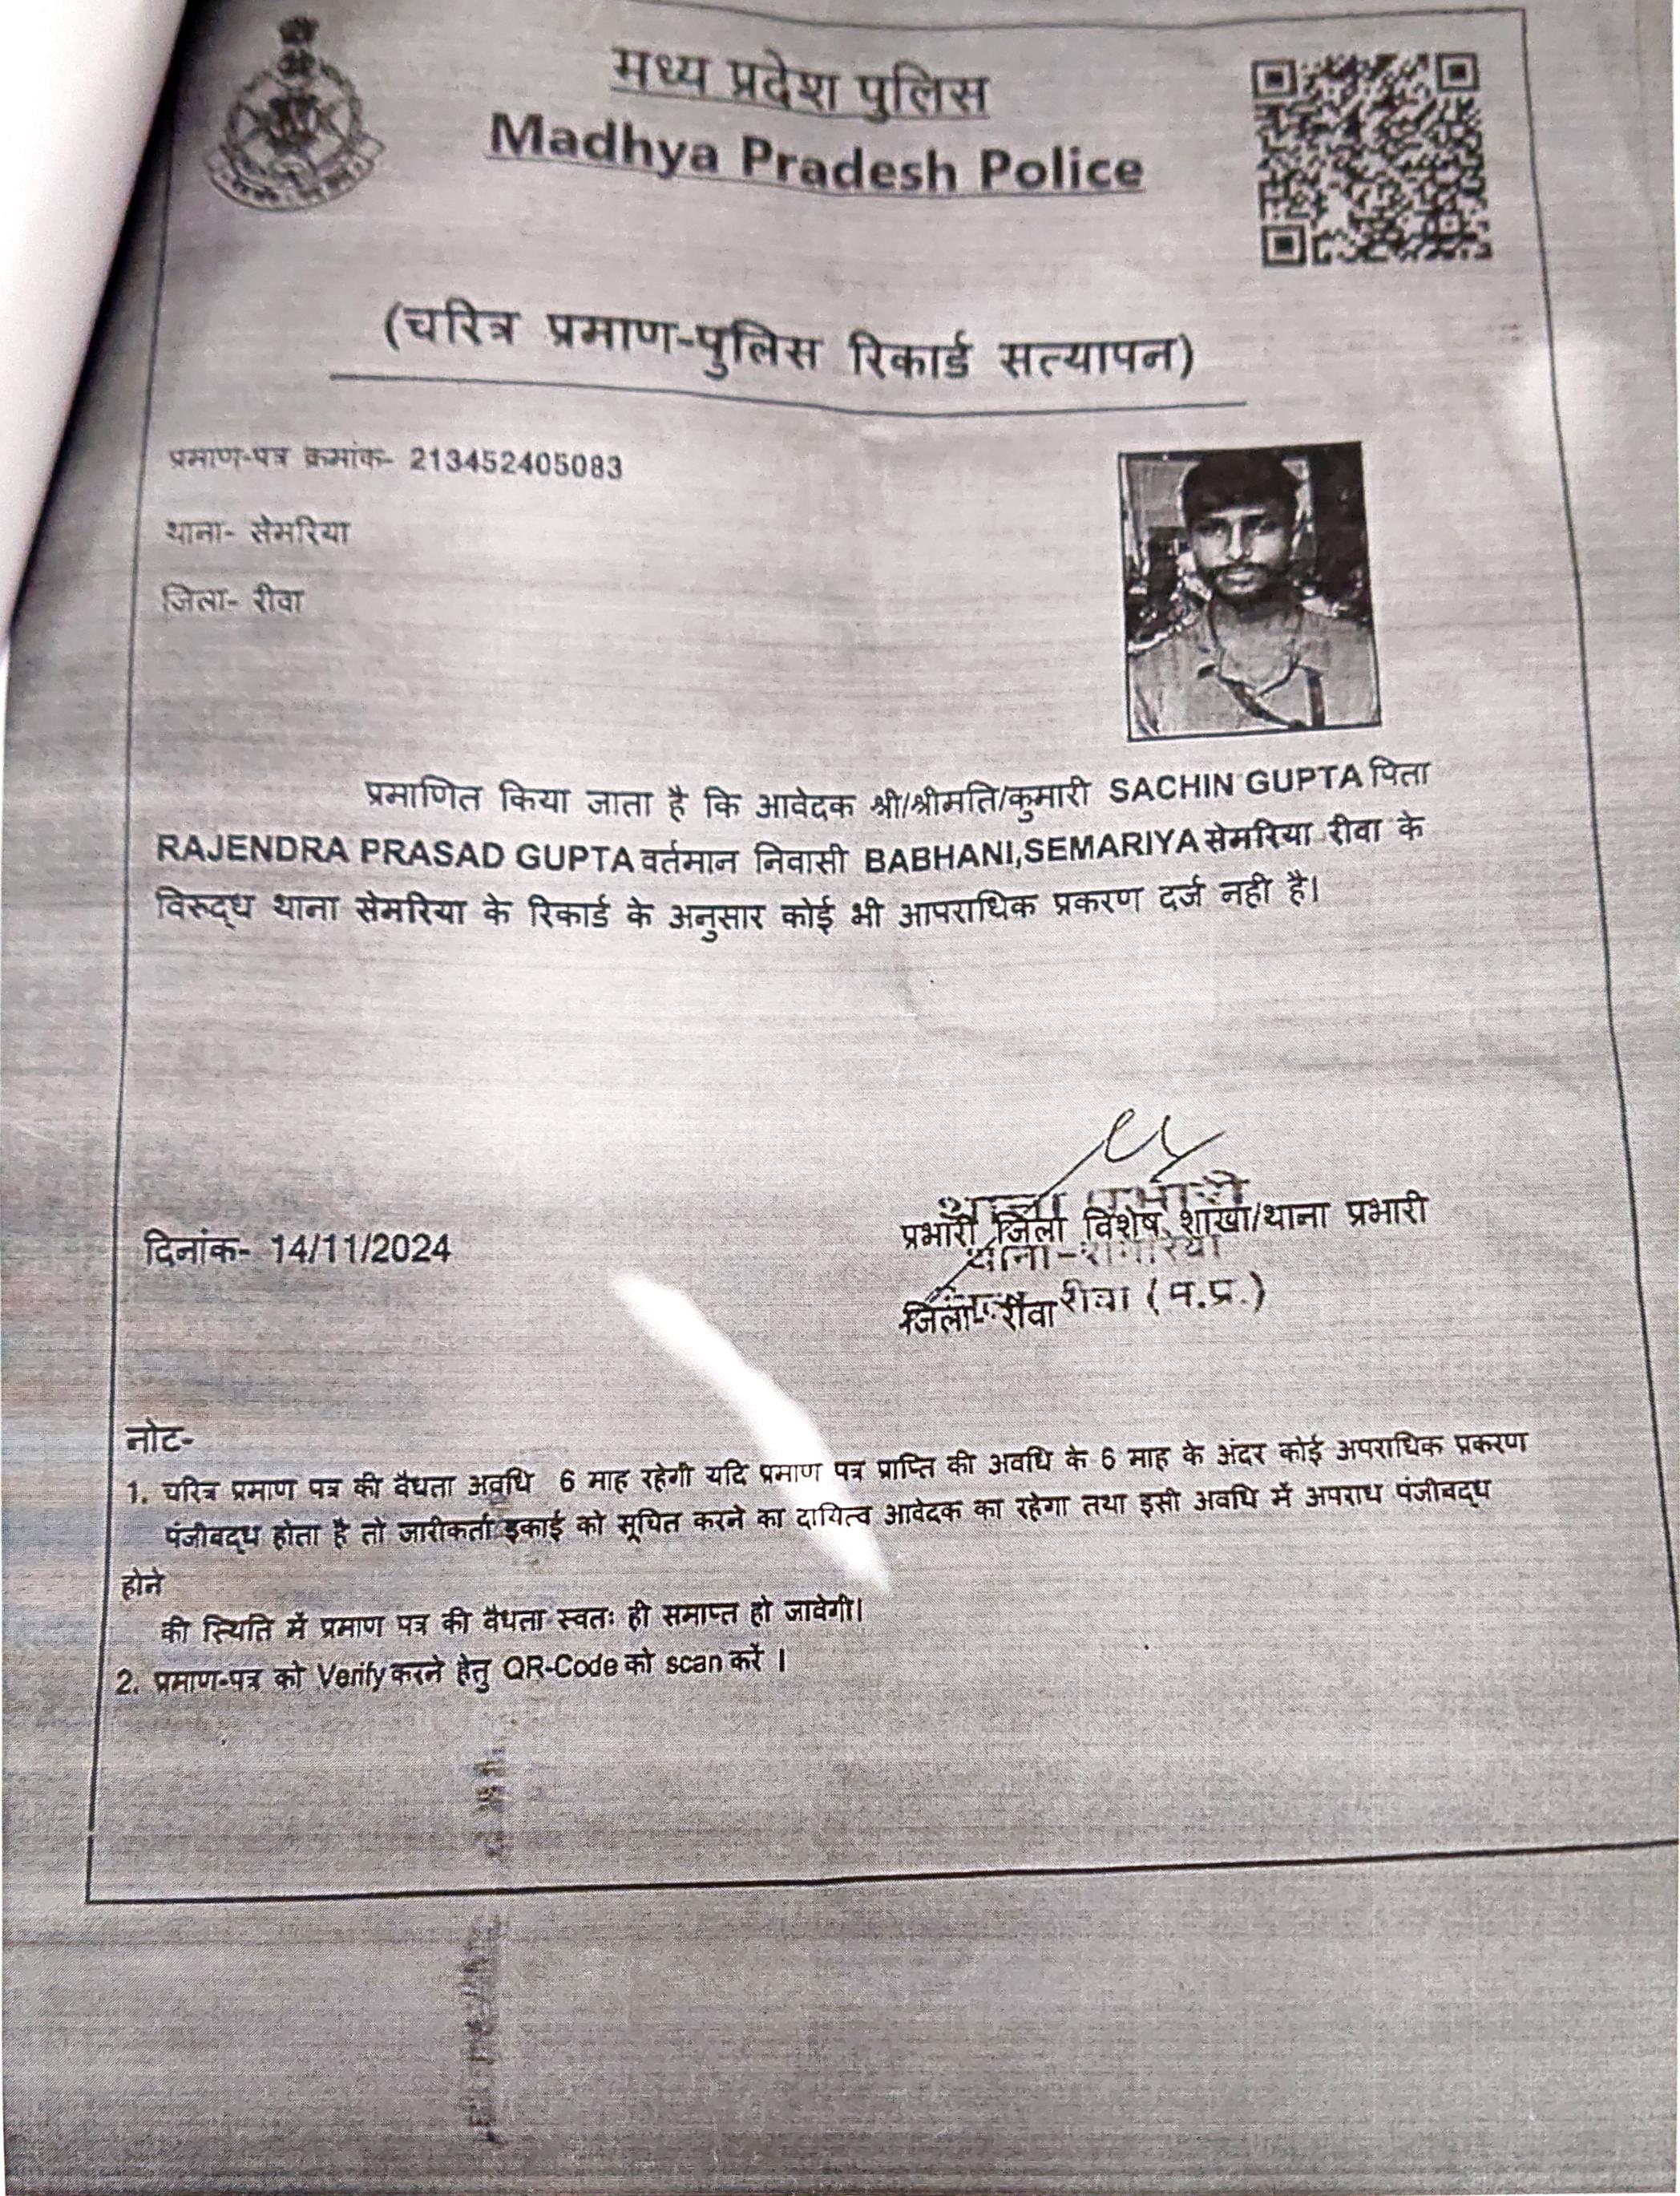 मध्य प्रदेश पुलिस
Madhya Pradesh Police
(चरित्र प्रमाण-पुलिस रिकार्ड सत्यापन)
प्रमाण-पत्र क्रमांक- 213452405083
थाना- सेमरिया
जिला- रीवा
प्रमाणित किया जाता है कि आवेदक श्री/श्रीमति/कुमारी SACHIN GUPTA पिता
RAJENDRA PRASAD GUPTA वर्तमान निवासी BABHANI,SEMARIYA सेमरिया रीवा के
विरुद्ध थाना सेमरिया के रिकार्ड के अनुसार कोई भी आपराधिक प्रकरण दर्ज नही है।
प्रभारी जिला विशेष शाखा/थाना प्रभारी
दिनांक- 14/11/2024
जिला- रीवा रीवा (म.प्र.)
नोट-
1. चरित्र प्रमाण पत्र की वैधता अवधि 6 माह रहेगी यदि प्रमाण पत्र प्राप्ति की अवधि के 6 माह के अंदर कोई अपराधिक प्रकरण
पंजीबद्ध होता है तो जारीकर्ता इकाई को सूचित करने का दायित्व आवेदक का रहेगा तथा इसी अवधि में अपराध पंजीबद्ध
होने
की स्थिति में प्रमाण पत्र की वैधता स्वतः ही समाप्त हो जावेगी।
2. प्रमाण-पत्र को Verify करने हेतु QR-Code को scan करें ।